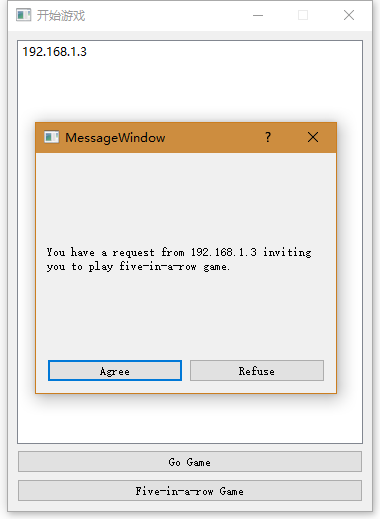 开始游戏
192.168.1.3
MessageWindow ?
You have a request from 192.168.1.3 inviting
you to play five-in-a-row game.
Agree Refuse
Go Game
Five-in-a-row Game